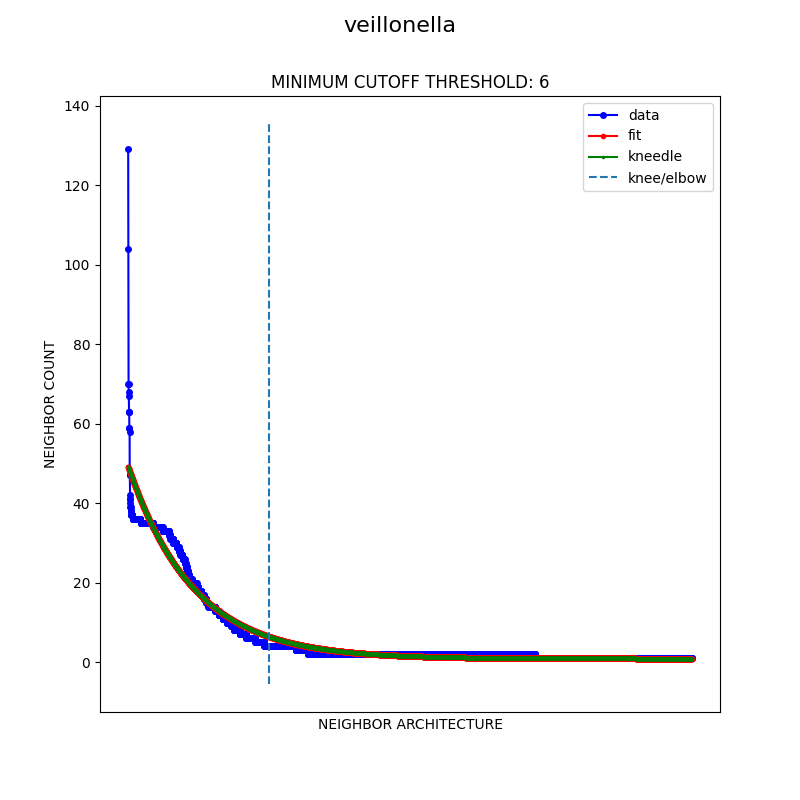 veillonella
MINIMUM CUTOFF THRESHOLD: 6
data
fit
kneedle
knee/elbow
140
120
100
80
60
40
20
0
NEIGHBOR COUNT
NEIGHBOR ARCHITECTURE